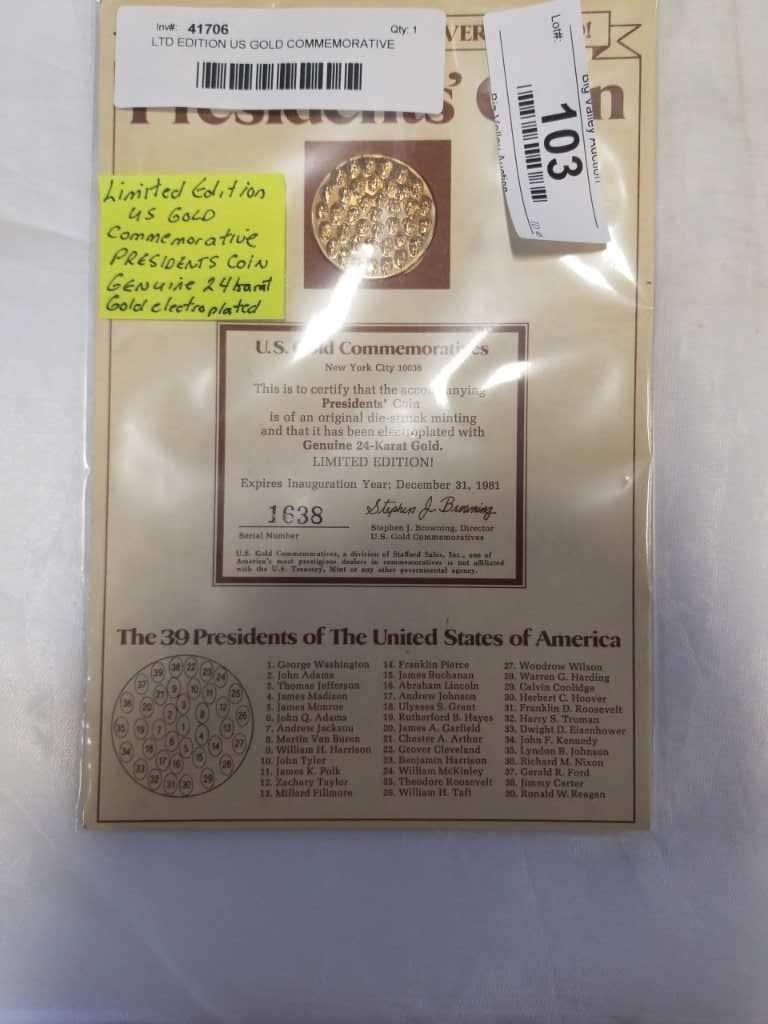 Inv#: 41706 Qty: 1
LTD EDITION US GOLD COMMEMORATIVE
Lot#:
103
Big Valley Auction
Presidents'
Limited Edition
US GOLD
Commemorative
PRESIDENTS COIN
GENUINE 24 karat
Gold electroplated
U.S. Gold Commemoratives
New York City 10038
This is to certify that the accompanying
Presidents' Coin
is of an original die-struck minting
and that it has been electroplated with
Genuine 24-Karat Gold.
LIMITED EDITION!
Expires Inauguration Year; December 31, 1981
1638
Serial Number
Stephen J. Browning
Stephen J. Browning, Director
U.S. Gold Commemoratives
U.S. Gold Commemoratives, a division of Stafford Sales, Inc., one of
America's most prestigious dealers in commemoratives is not affiliated
with the U.S. Treasury, Mint or any other governmental agency.
The 39 Presidents of The United States of America
1. George Washington
2. John Adams
3. Thomas Jefferson
4. James Madison
5. James Monroe
6. John Q. Adams
7. Andrew Jackson
8. Martin Van Buren
9. William H. Harrison
10. John Tyler
11. James K. Polk
12. Zachary Taylor
13. Millard Fillmore
14. Franklin Pierce
15. James Buchanan
16. Abraham Lincoln
17. Andrew Johnson
18. Ulysses S. Grant
19. Rutherford B. Hayes
20. James A. Garfield
21. Chester A. Arthur
22. Grover Cleveland
23. Benjamin Harrison
24. William McKinley
25. Theodore Roosevelt
26. William H. Taft
27. Woodrow Wilson
28. Warren G. Harding
29. Calvin Coolidge
30. Herbert C. Hoover
31. Franklin D. Roosevelt
32. Harry S. Truman
33. Dwight D. Eisenhower
34. John F. Kennedy
35. Lyndon B. Johnson
36. Richard M. Nixon
37. Gerald R. Ford
38. Jimmy Carter
39. Ronald W. Reagan